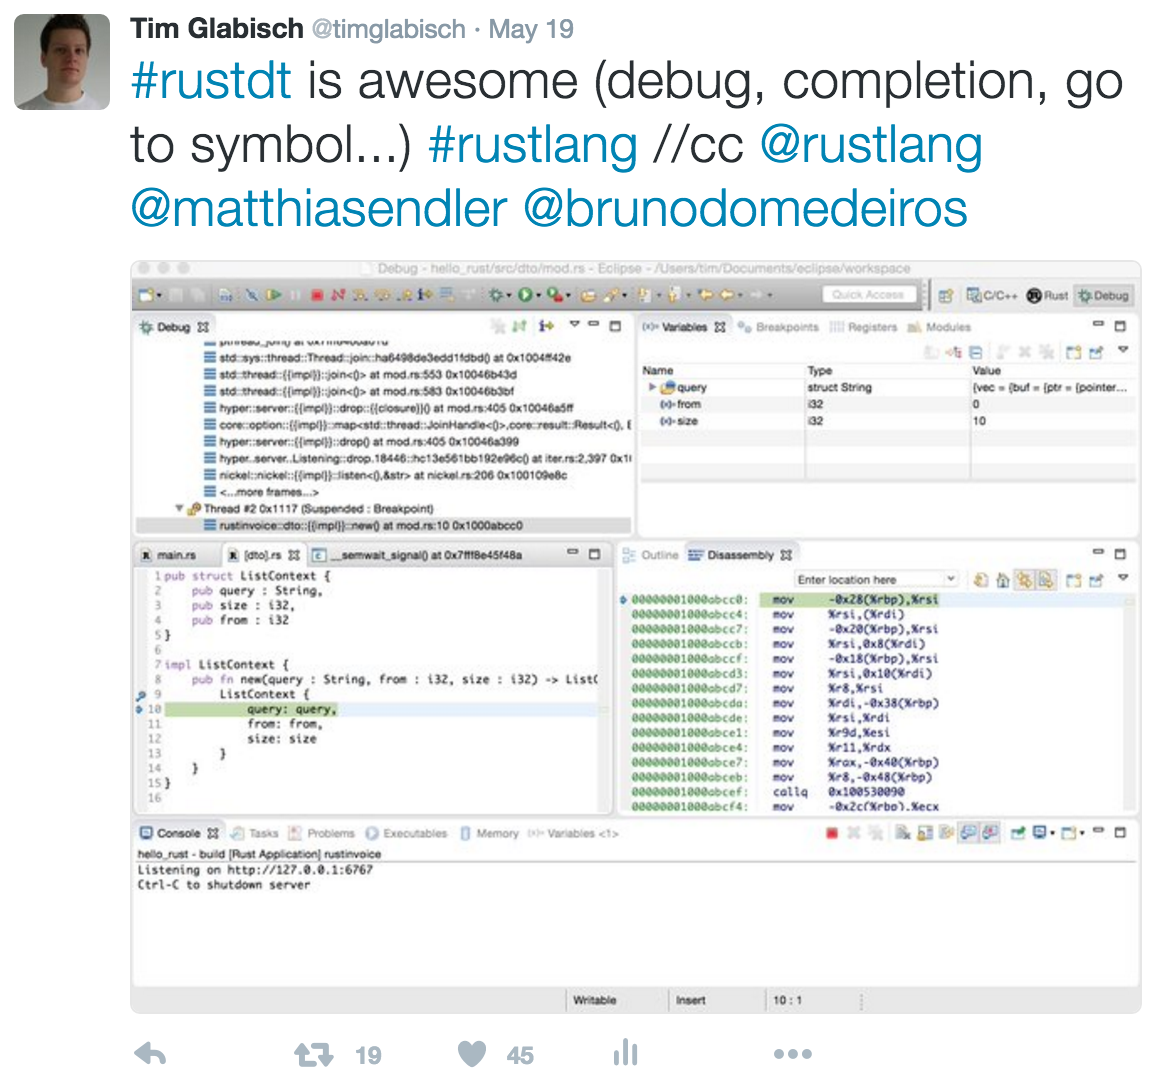 Tim Glabisch @timglabisch · May 19
#rustdt is awesome (debug, completion, go
to symbol...) #rustlang //cc @rustlang
@matthiasendler @brunodomedeiros
Debug - hello_rust/src/dto/mod.rs - Eclipse - /Users/tim/Documents/eclipse/workspace
Quick Access C/C++ Rust Debug
Debug
std::sys::thread::Thread::join::ha6498de3edd1fdbd() at 0x1004ff42e
std::thread::{{impl}}::join<()> at mod.rs:553 0x10046b43d
std::thread::{{impl}}::join<()> at mod.rs:583 0x10046b3bf
hyper::server::{{impl}}::drop::{{closure}}() at mod.rs:405 0x10046a5ff
core::option::{{impl}}::map<std::thread::JoinHandle<()>,core::result::Result<(), E
hyper::server::{{impl}}::drop() at mod.rs:405 0x10046a399
hyper..server..Listening::drop.18446::hc13e561bb192e96c() at iter.rs:2,397 0x10
nickel::nickel::{{impl}}::listen<(),&str> at nickel.rs:206 0x100109e8c
<...more frames...>
Thread #2 0x1117 (Suspended : Breakpoint)
rustinvoice::dto::{{impl}}::new() at mod.rs:10 0x1000abcc0
Variables Breakpoints Registers Modules
Name Type Value
query struct String {vec = {buf = {ptr = {pointer...
from i32 0
size i32 10
main.rs [dto].rs __semwait_signal() at 0x7fff8e45f48a
1 pub struct ListContext {
2 pub query : String,
3 pub size : i32,
4 pub from : i32
5 }
6
7 impl ListContext {
8 pub fn new(query : String, from : i32, size : i32) -> ListC
9 ListContext {
10 query: query,
11 from: from,
12 size: size
13 }
14 }
15 }
16
Outline Disassembly
Enter location here
00000001000abcc0: mov -0x28(%rbp),%rsi
00000001000abcc4: mov %rsi,(%rdi)
00000001000abcc7: mov -0x20(%rbp),%rsi
00000001000abccb: mov %rsi,0x8(%rdi)
00000001000abccf: mov -0x18(%rbp),%rsi
00000001000abcd3: mov %rsi,0x10(%rdi)
00000001000abcd7: mov %r8,%rsi
00000001000abcda: mov %rdi,-0x38(%rbp)
00000001000abcde: mov %rsi,%rdi
00000001000abce1: mov %r9d,%esi
00000001000abce4: mov %r11,%rdx
00000001000abce7: mov %rax,-0x40(%rbp)
00000001000abceb: mov %r8,-0x48(%rbp)
00000001000abcef: callq 0x100530090
00000001000abcf4: mov -0x2c(%rbp),%ecx
Console Tasks Problems Executables Memory Variables <1>
hello_rust - build [Rust Application] rustinvoice
Listening on http://127.0.0.1:6767
Ctrl-C to shutdown server
Writable Insert 10 : 1
19 45